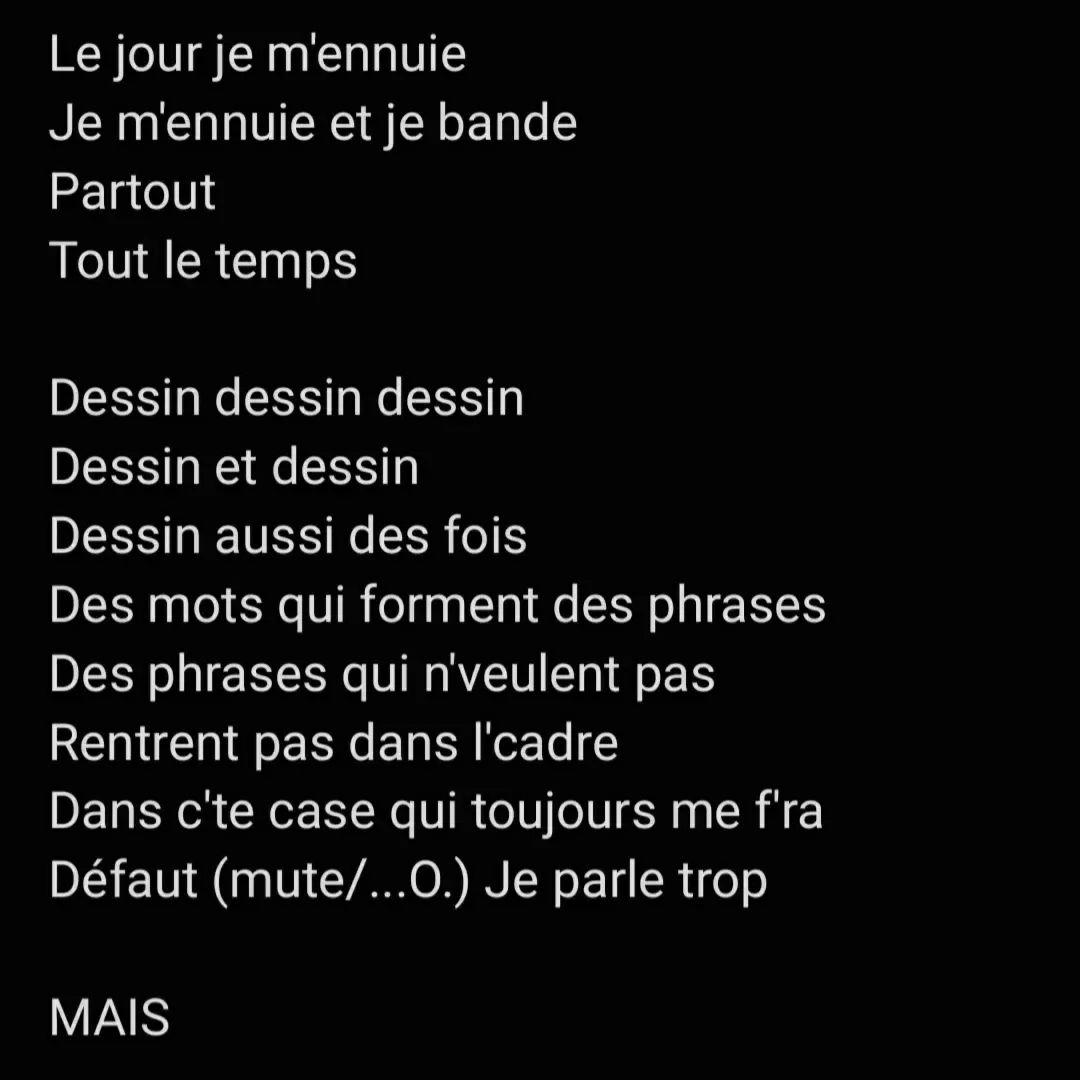 Le jour je m'ennuie
Je m'ennuie et je bande
Partout
Tout le temps
Dessin dessin dessin
Dessin et dessin
Dessin aussi des fois
Des mots qui forment des phrases
Des phrases qui n'veulent pas
Rentrent pas dans l'cadre
Dans c'te case qui toujours me f'ra
Défaut (mute/...O.) Je parle trop
MAIS